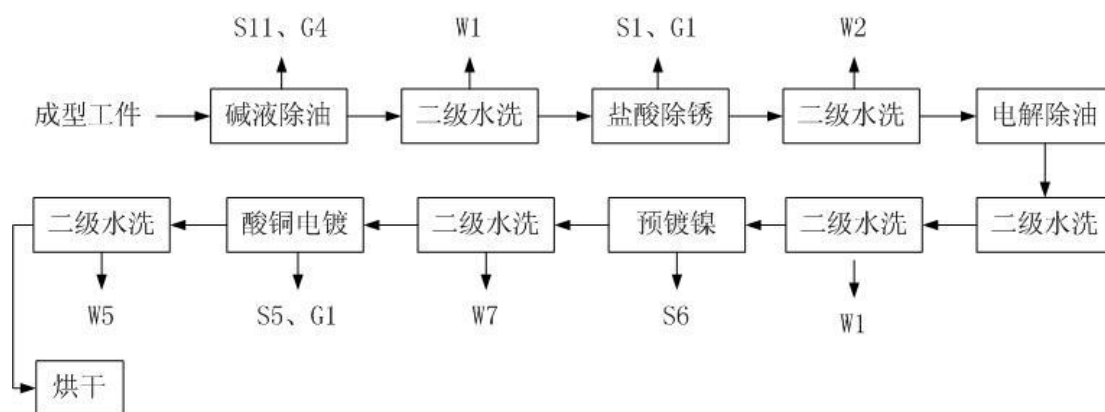 S11、G4 W1 S1、G1 W2
成型工件 碱液除油 二级水洗 盐酸除锈 二级水洗 电解除油
二级水洗 酸铜电镀 二级水洗 预镀镍 二级水洗 二级水洗
W5 S5、G1 W7 S6 W1
烘干